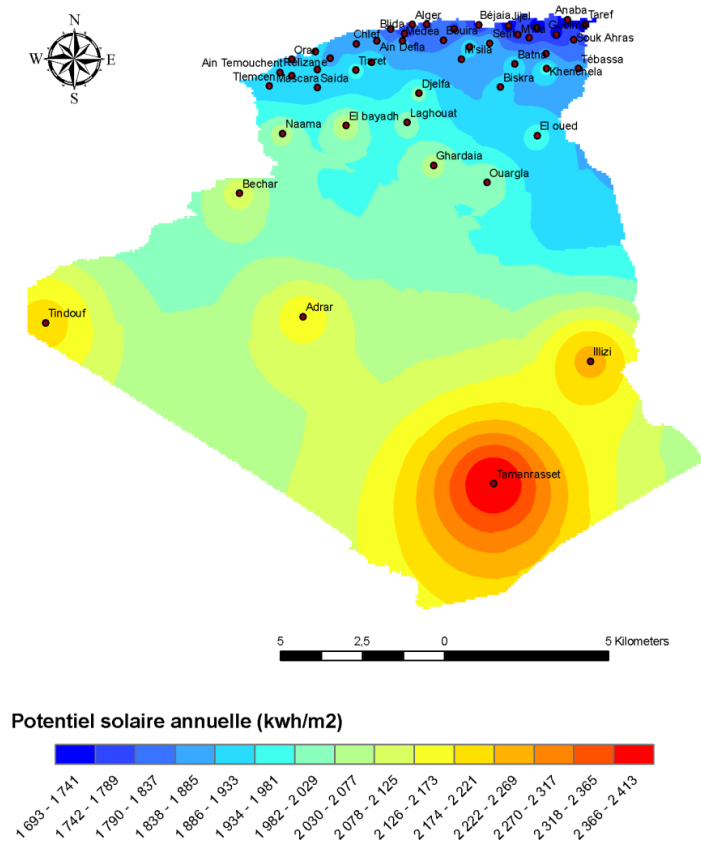 N
W
E
S
Anaba
Alger
Béjaia
Jijel
Taref
Blida
Chlef
Medea
Bouira
Setif
Mila
Souk Ahras
Oran
Ain Defla
M'sila
Batna
Ain Temouchent
Relizane
Tiaret
Khenchela
Tébassa
Tlemcen
Mascara
Saida
Djelfa
Biskra
Naama
El bayadh
Laghouat
El oued
Ghardaia
Ouargla
Bechar
Tindouf
Adrar
Illizi
Tamanrasset
5
2,5
0
5 Kilometers
Potentiel solaire annuelle (kwh/m2)
1 693 - 1 741
1 742 - 1 789
1 790 - 1 837
1 838 - 1 885
1 886 - 1 933
1 934 - 1 981
1 982 - 2 029
2 030 - 2 077
2 078 - 2 125
2 126 - 2 173
2 174 - 2 221
2 222 - 2 269
2 270 - 2 317
2 318 - 2 365
2 366 - 2 413